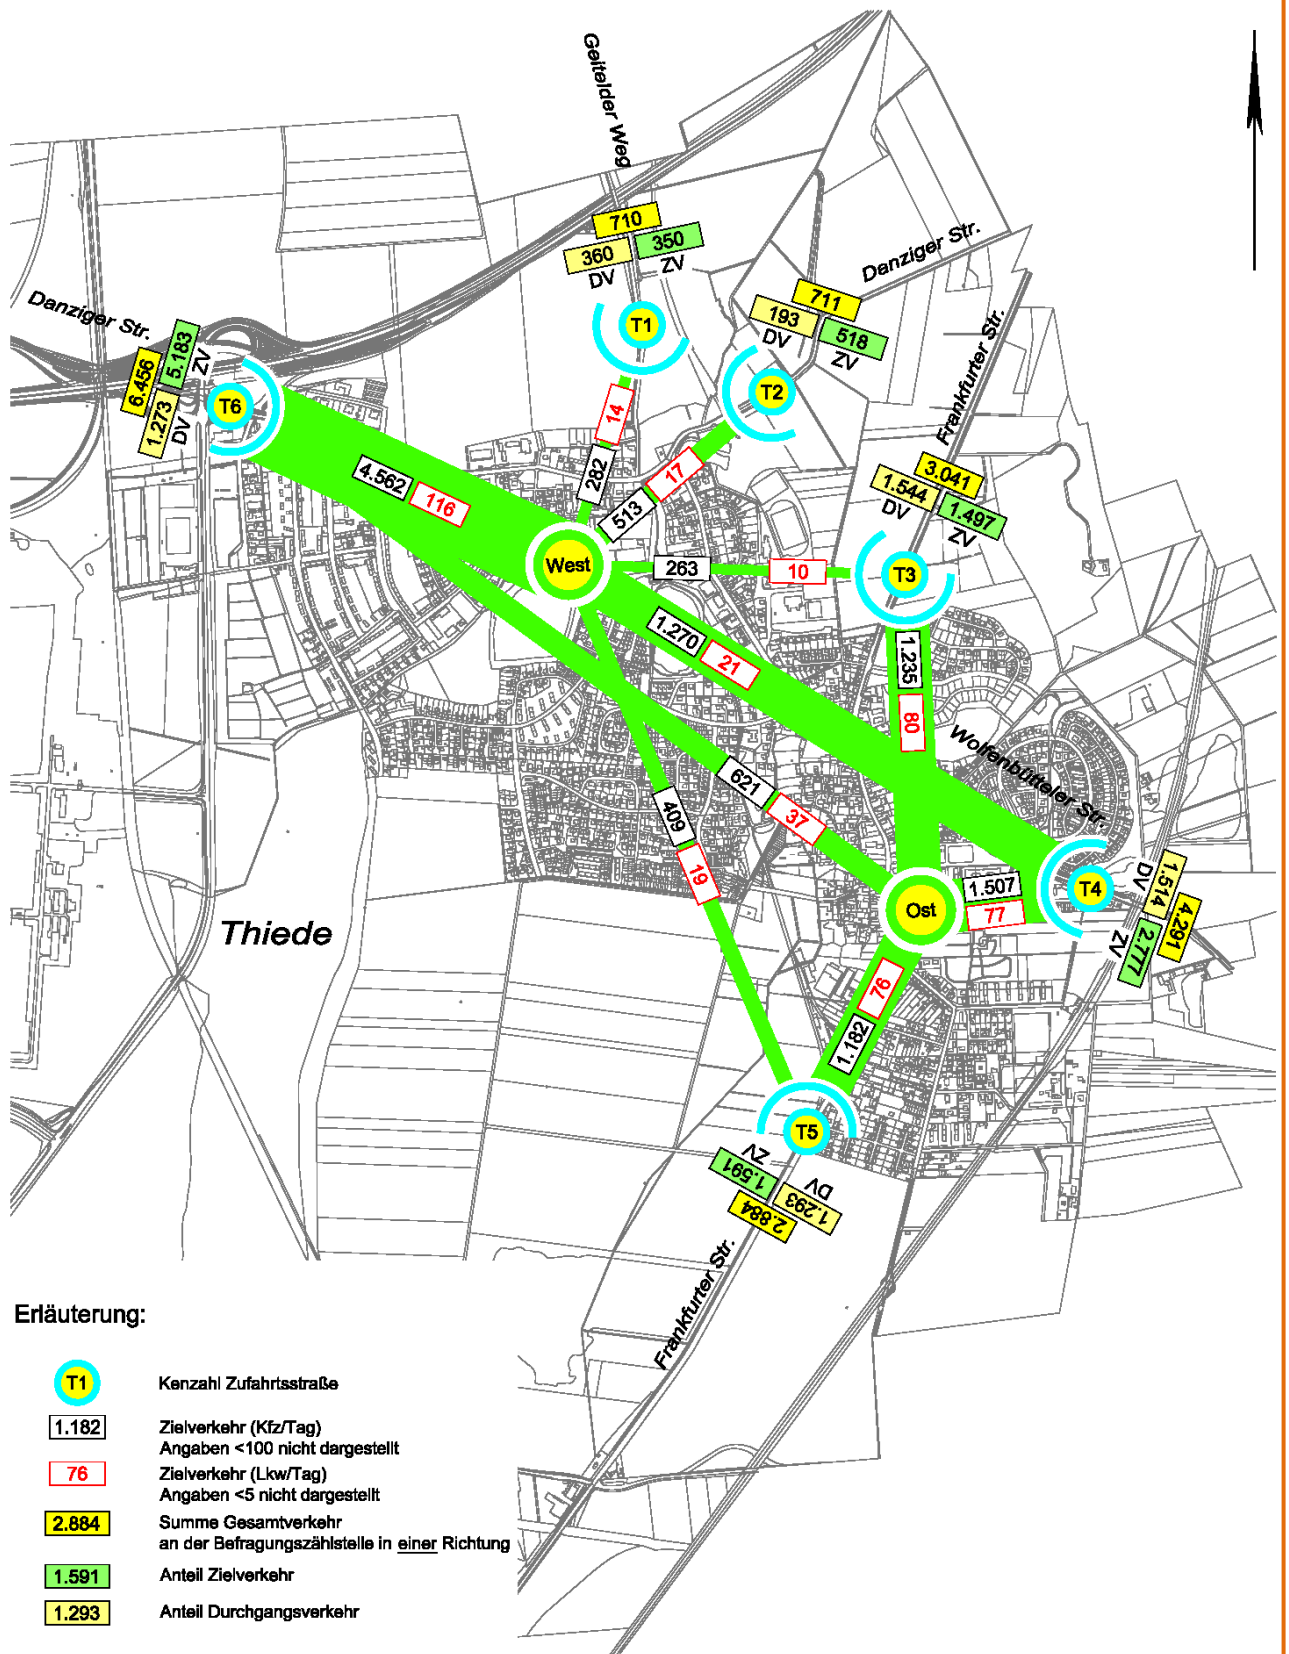 Geitelder Weg
710
360
350
DV
ZV
Danziger Str.
711
193
518
DV
ZV
Danziger Str.
6.456
5.183
1.273
ZV
DV
Frankfurter Str.
3.041
1.544
1.497
DV
ZV
T1
T2
T3
T6
14
282
17
513
4.562
116
West
263
10
1.270
21
1.235
80
Wolfenbütteler Str.
621
37
409
19
Thiede
Ost
1.507
77
T4
1.514
DV
4.291
2.777
ZV
76
1.182
T5
ZV
1.591
DV
1.293
2.884
Frankfurter Str.
Erläuterung:
T1
Kenzahl Zufahrtsstraße
1.182
Zielverkehr (Kfz/Tag)
Angaben <100 nicht dargestellt
76
Zielverkehr (Lkw/Tag)
Angaben <5 nicht dargestellt
2.884
Summe Gesamtverkehr
an der Befragungszählstelle in einer Richtung
1.591
Anteil Zielverkehr
1.293
Anteil Durchgangsverkehr